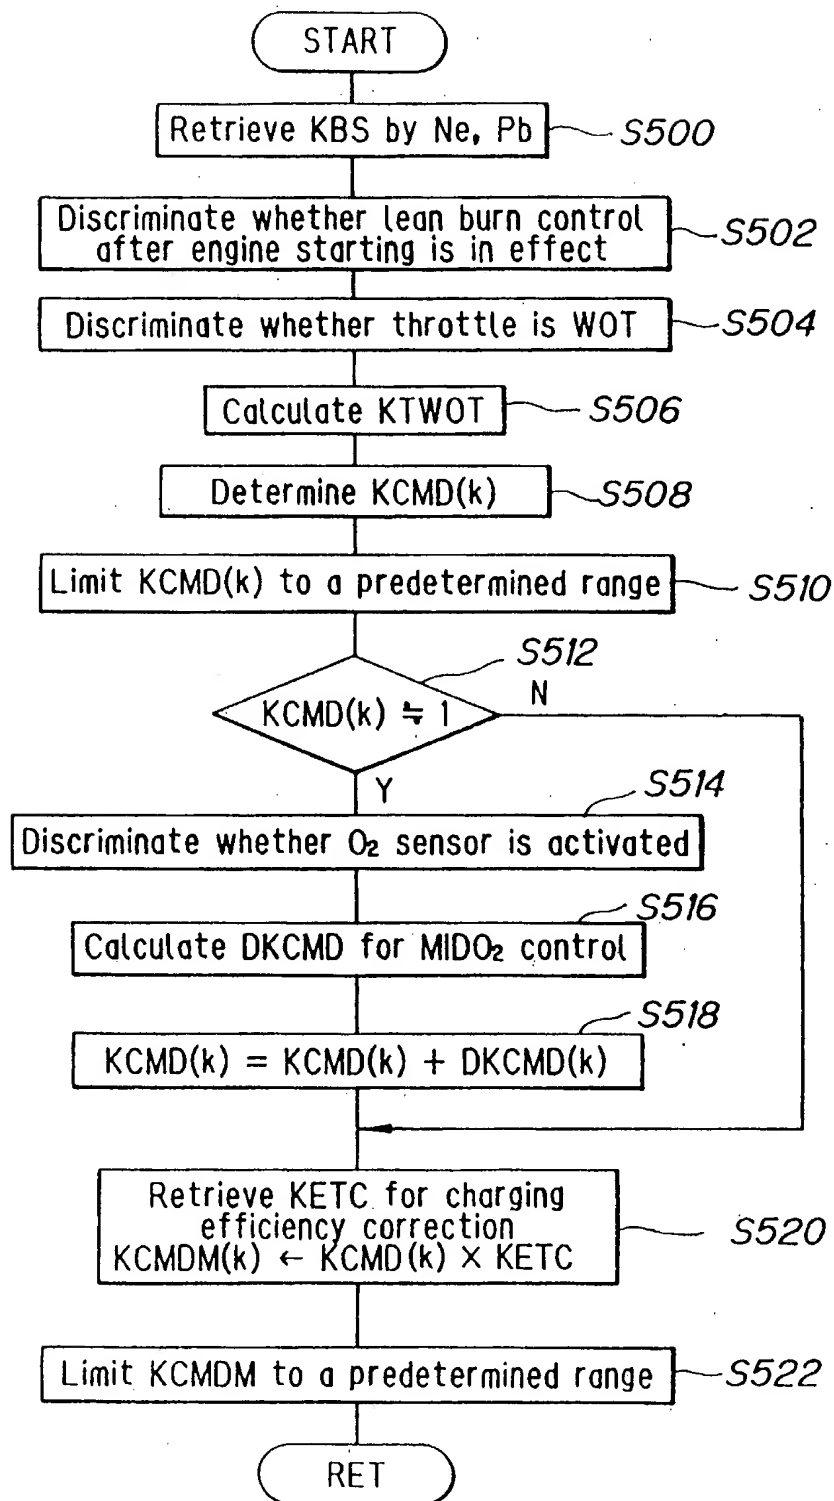 START
Retrieve KBS by Ne, Pb
S500
Discriminate whether lean burn control
after engine starting is in effect
S502
Discriminate whether throttle is WOT
S504
Calculate KTWOT
S506
Determine KCMD(k)
S508
Limit KCMD(k) to a predetermined range
S510
S512
KCMD(k) ≒ 1
N
Y
S514
Discriminate whether O₂ sensor is activated
S516
Calculate DKCMD for MIDO₂ control
S518
KCMD(k) = KCMD(k) + DKCMD(k)
Retrieve KETC for charging
efficiency correction
KCMDM(k) ← KCMD(k) × KETC
S520
Limit KCMDM to a predetermined range
S522
RET